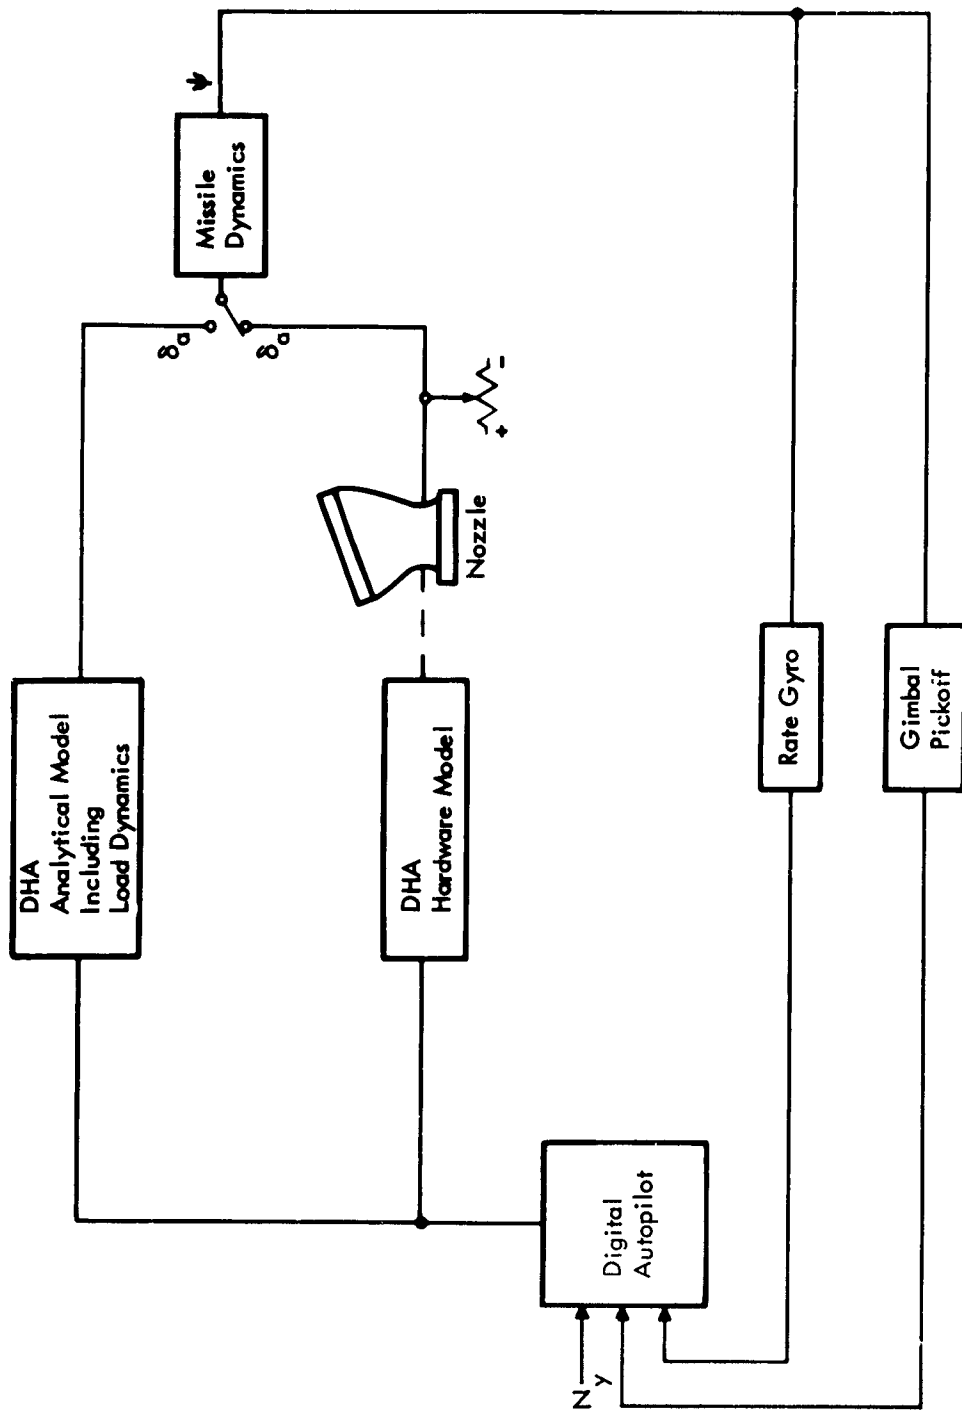 DHA
Analytical Model
Including
Load Dynamics
DHA
Hardware Model
Nozzle
+
-
δa
δa
Missile
Dynamics
ψ
Digital
Autopilot
Ny
Rate Gyro
Gimbal
Pickoif